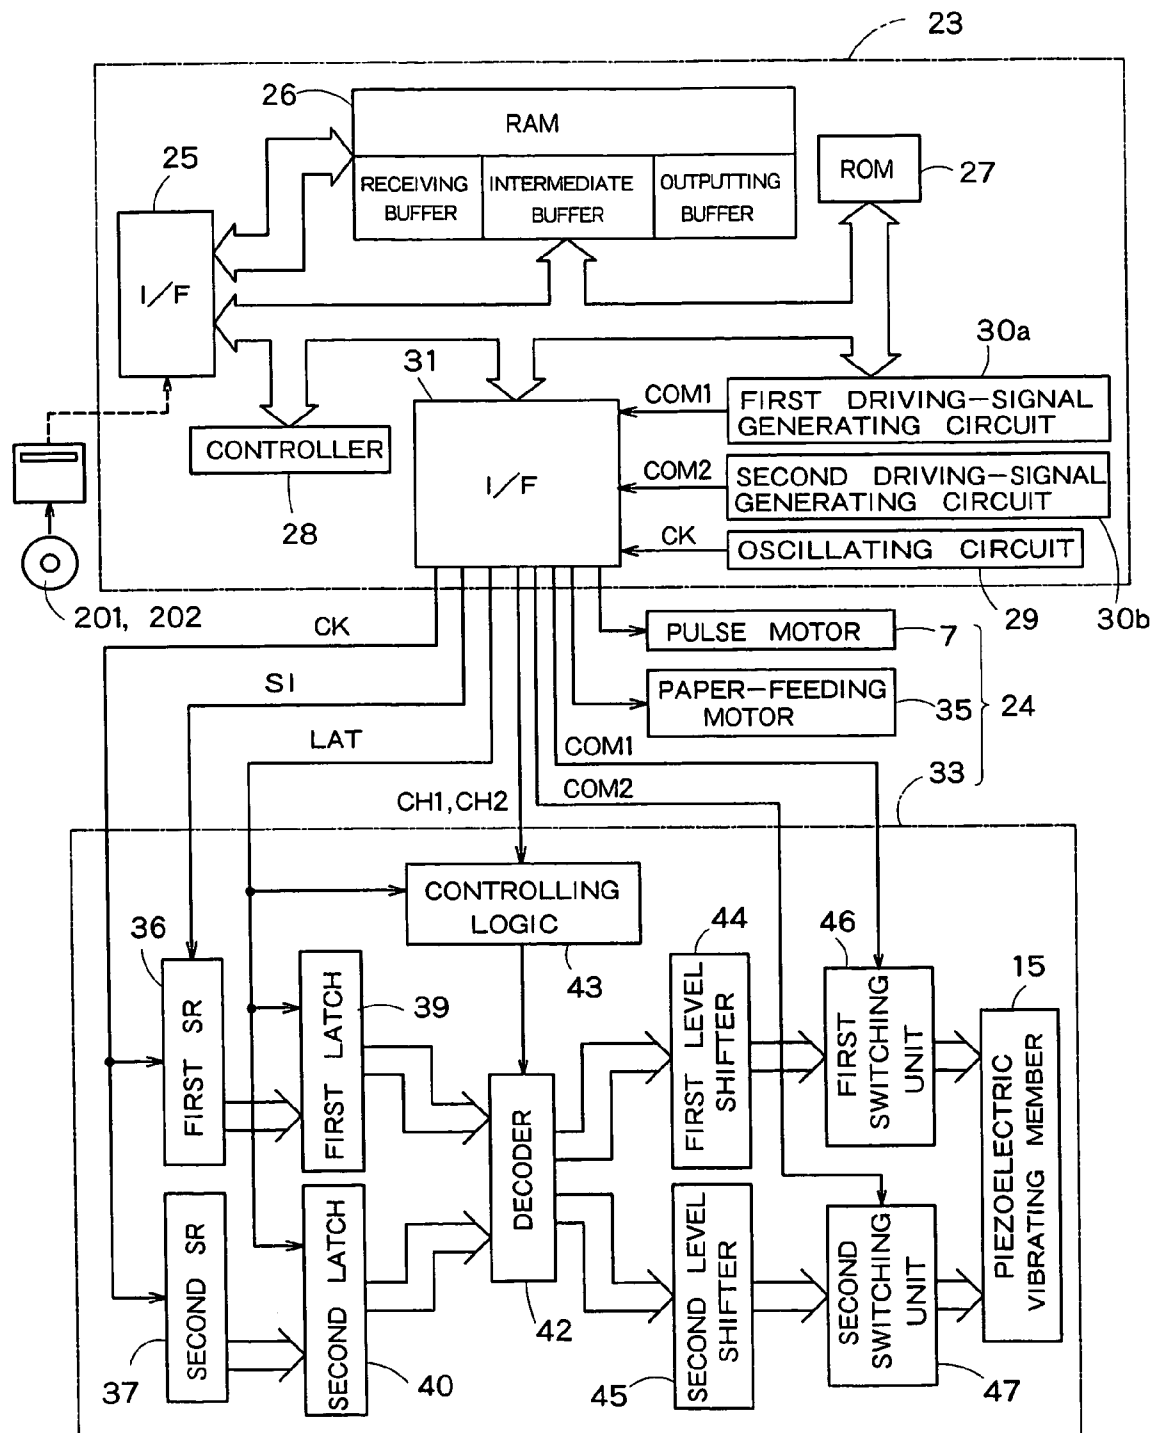 23
26
RAM
RECEIVING BUFFER
INTERMEDIATE BUFFER
OUTPUTTING BUFFER
ROM
27
25
I/F
30a
31
COM1
FIRST DRIVING-SIGNAL
GENERATING CIRCUIT
CONTROLLER
28
I/F
COM2
SECOND DRIVING-SIGNAL
GENERATING CIRCUIT
CK
OSCILLATING CIRCUIT
29
30b
201, 202
CK
PULSE MOTOR
7
SI
PAPER-FEEDING
MOTOR
35
24
LAT
COM1
COM2
33
CH1,CH2
CONTROLLING
LOGIC
43
36
FIRST SR
FIRST LATCH
39
44
FIRST LEVEL
SHIFTER
46
FIRST
SWITCHING
UNIT
15
PIEZOELECTRIC
VIBRATING MEMBER
DECODER
42
SECOND SR
37
SECOND LATCH
40
SECOND LEVEL
SHIFTER
45
SECOND
SWITCHING
UNIT
47